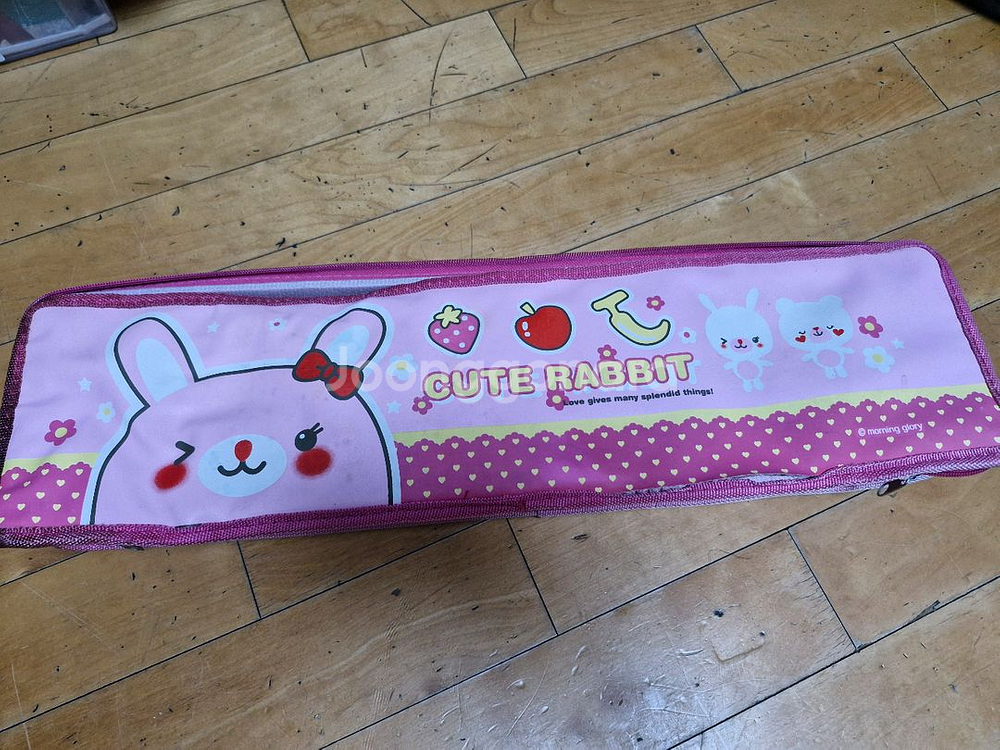 CUTE RABBIT
Love gives many splendid things!
© morning glory